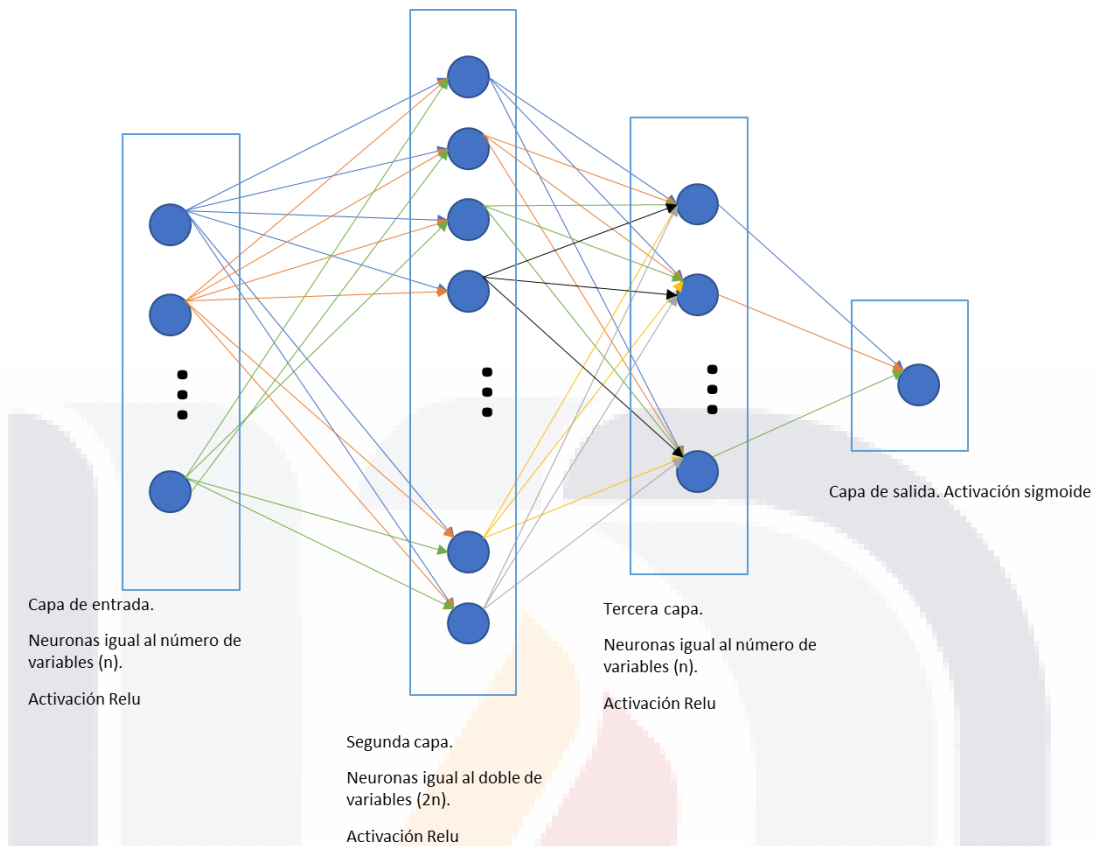 Capa de entrada.
Neuronas igual al número de
variables (n).
Activación Relu
Segunda capa.
Neuronas igual al doble de
variables (2n).
Activación Relu
Tercera capa.
Neuronas igual al número de
variables (n).
Activación Relu
Capa de salida. Activación sigmoide